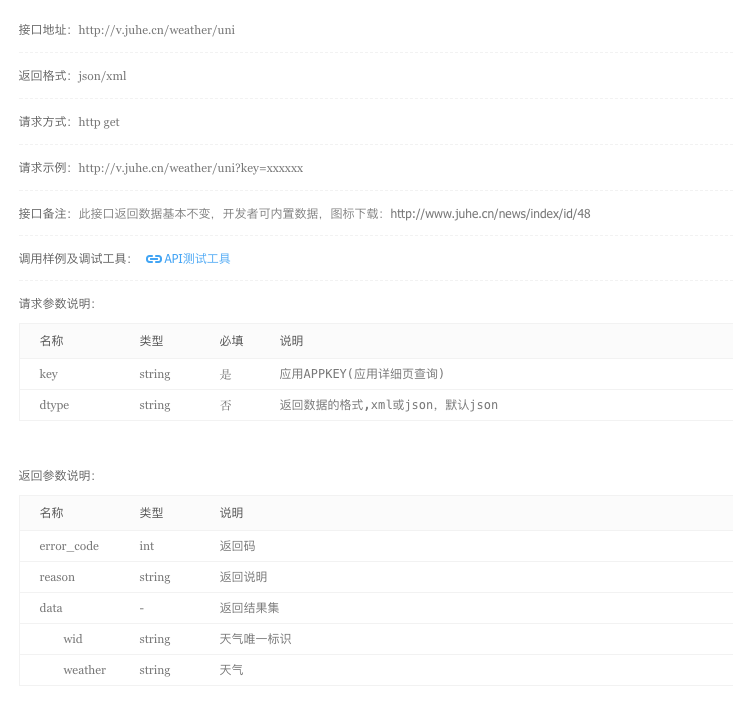 接口地址：http://v.juhe.cn/weather/uni
返回格式：json/xml
请求方式：http get
请求示例：http://v.juhe.cn/weather/uni?key=xxxxxx
接口备注：此接口返回数据基本不变，开发者可内置数据，图标下载：http://www.juhe.cn/news/index/id/48
调用样例及调试工具： API测试工具
请求参数说明：
名称 类型 必填 说明
key string 是 应用APPKEY(应用详细页查询)
dtype string 否 返回数据的格式,xml或json，默认json
返回参数说明：
名称 类型 说明
error_code int 返回码
reason string 返回说明
data - 返回结果集
wid string 天气唯一标识
weather string 天气